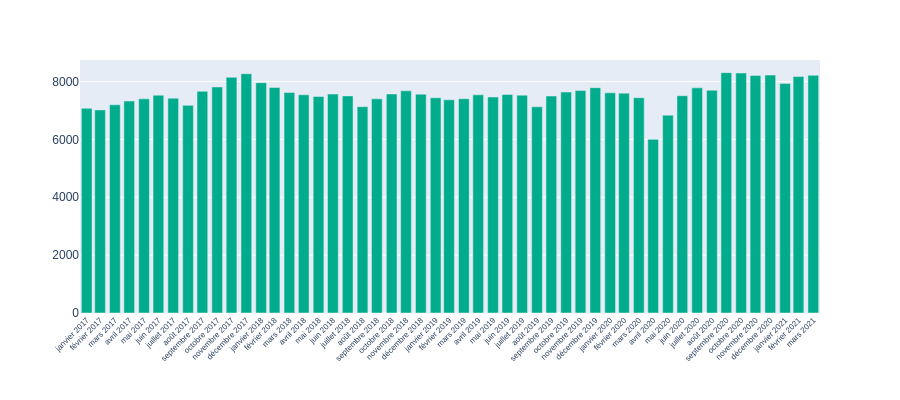 8000
6000
4000
2000
0
janvier 2017
février 2017
mars 2017
avril 2017
mai 2017
juin 2017
juillet 2017
août 2017
septembre 2017
octobre 2017
novembre 2017
décembre 2017
janvier 2018
février 2018
mars 2018
avril 2018
mai 2018
juin 2018
juillet 2018
août 2018
septembre 2018
octobre 2018
novembre 2018
décembre 2018
janvier 2019
février 2019
mars 2019
avril 2019
mai 2019
juin 2019
juillet 2019
août 2019
septembre 2019
octobre 2019
novembre 2019
décembre 2019
janvier 2020
février 2020
mars 2020
avril 2020
mai 2020
juin 2020
juillet 2020
août 2020
septembre 2020
octobre 2020
novembre 2020
décembre 2020
janvier 2021
février 2021
mars 2021